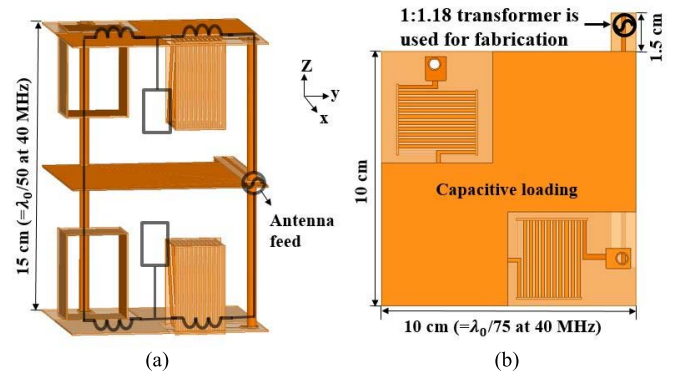 15 cm (=λ₀/50 at 40 MHz)
Z
y
x
Antenna
feed
(a)
1:1.18 transformer is
used for fabrication
1.5 cm
10 cm
Capacitive loading
10 cm (=λ₀/75 at 40 MHz)
(b)